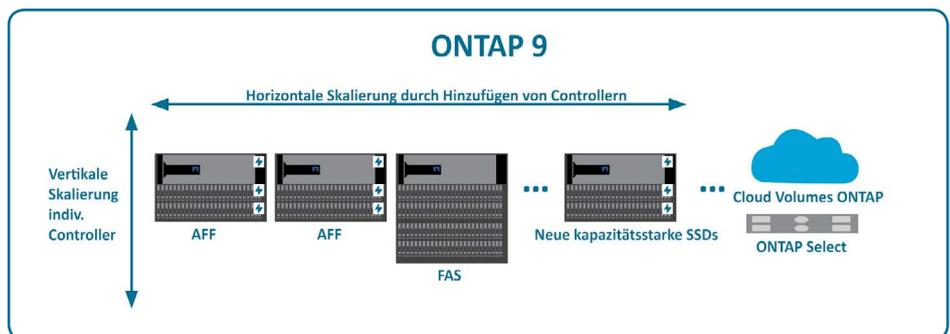 ONTAP 9
Horizontale Skalierung durch Hinzufügen von Controllern
Vertikale
Skalierung
indiv.
Controller
AFF
AFF
FAS
Neue kapazitätsstarke SSDs
Cloud Volumes ONTAP
ONTAP Select